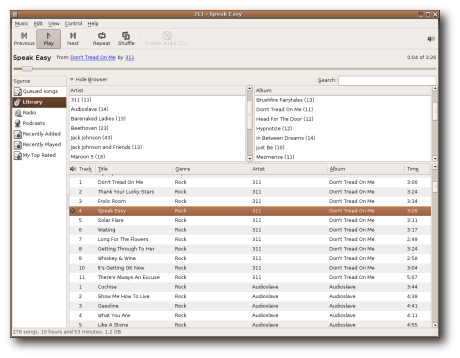 311 - Speak Easy
Music Edit View Control Help
Previous Play Next Repeat Shuffle Create Audio CD...
Speak Easy from Don't Tread On Me by 311 0:04 of 3:26
Source Hide Browser Search:
Queued songs
Library
Radio
Podcasts
Recently Added
Recently Played
My Top Rated
Artist
311 (11)
Audioslave (14)
Barenaked Ladies (13)
Beethoven (23)
Jack Johnson (43)
Jack Johnson and Friends (13)
Maroon 5 (16)
Album
Brushfire Fairytales (13)
Don't Tread On Me (11)
Head For The Door (12)
Hypnotize (12)
In Between Dreams (14)
Just Be (10)
Mezmerize (11)
Track Title Genre Artist Album Time
1 Don't Tread On Me Rock 311 Don't Tread On Me 3:06
2 Thank Your Lucky Stars Rock 311 Don't Tread On Me 3:24
3 Frolic Room Rock 311 Don't Tread On Me 3:34
4 Speak Easy Rock 311 Don't Tread On Me 3:26
5 Solar Flare Rock 311 Don't Tread On Me 3:11
6 Waiting Rock 311 Don't Tread On Me 3:17
7 Long For The Flowers Rock 311 Don't Tread On Me 2:49
8 Getting Through To Her Rock 311 Don't Tread On Me 3:24
9 Whiskey & Wine Rock 311 Don't Tread On Me 2:58
10 It's Getting OK Now Rock 311 Don't Tread On Me 3:04
11 There's Always An Excuse Rock 311 Don't Tread On Me 5:07
1 Cochise Rock Audioslave Audioslave 3:44
2 Show Me How To Live Rock Audioslave Audioslave 4:39
3 Gasoline Rock Audioslave Audioslave 4:41
4 What You Are Rock Audioslave Audioslave 4:11
5 Like A Stone Rock Audioslave Audioslave 4:55
276 songs, 19 hours and 53 minutes, 1.2 GB